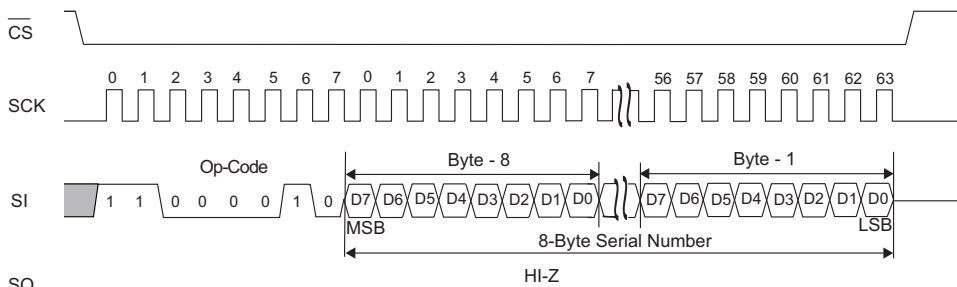 CS
0 1 2 3 4 5 6 7 0 1 2 3 4 5 6 7 56 57 58 59 60 61 62 63
SCK
Op-Code Byte - 8 Byte - 1
SI 1 1 0 0 0 0 1 0 D7 D6 D5 D4 D3 D2 D1 D0 D7 D6 D5 D4 D3 D2 D1 D0
MSB 8-Byte Serial Number LSB
HI-Z
SO